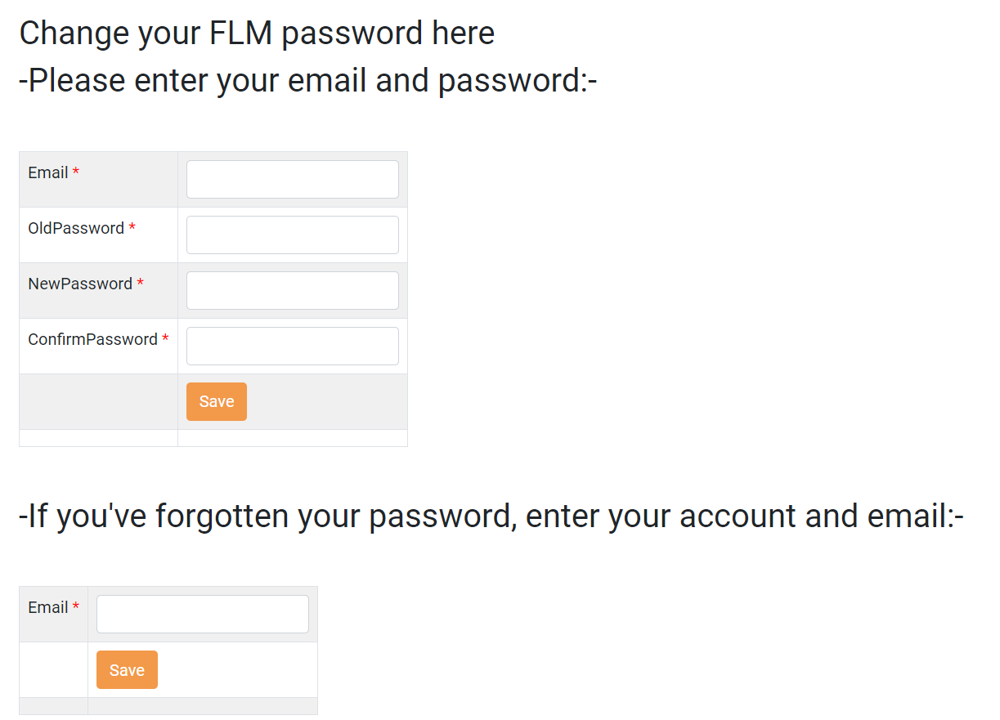 Change your FLM password here
-Please enter your email and password:-
Email *
OldPassword *
NewPassword *
ConfirmPassword *
Save
-If you've forgotten your password, enter your account and email:-
Email *
Save